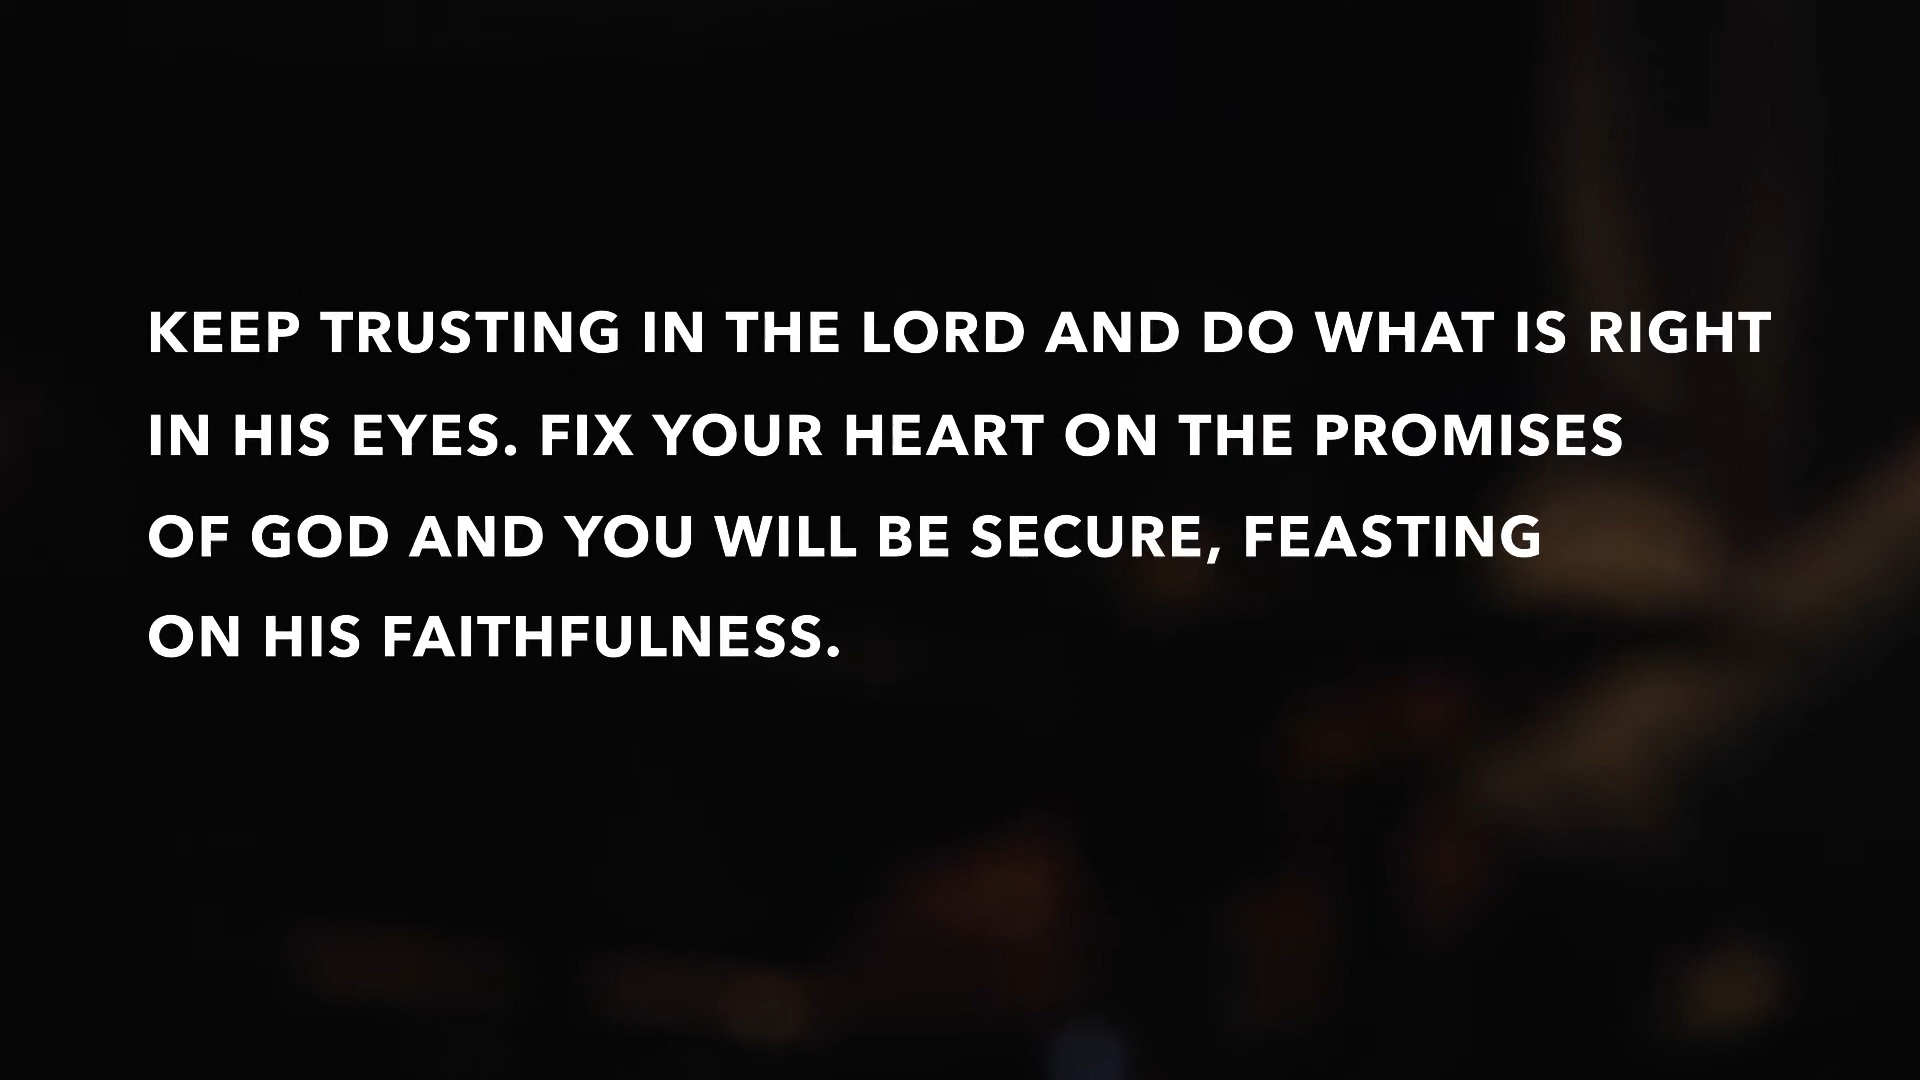 KEEP TRUSTING IN THE LORD AND DO WHAT IS RIGHT
IN HIS EYES. FIX YOUR HEART ON THE PROMISES
OF GOD AND YOU WILL BE SECURE, FEASTING
ON HIS FAITHFULNESS.